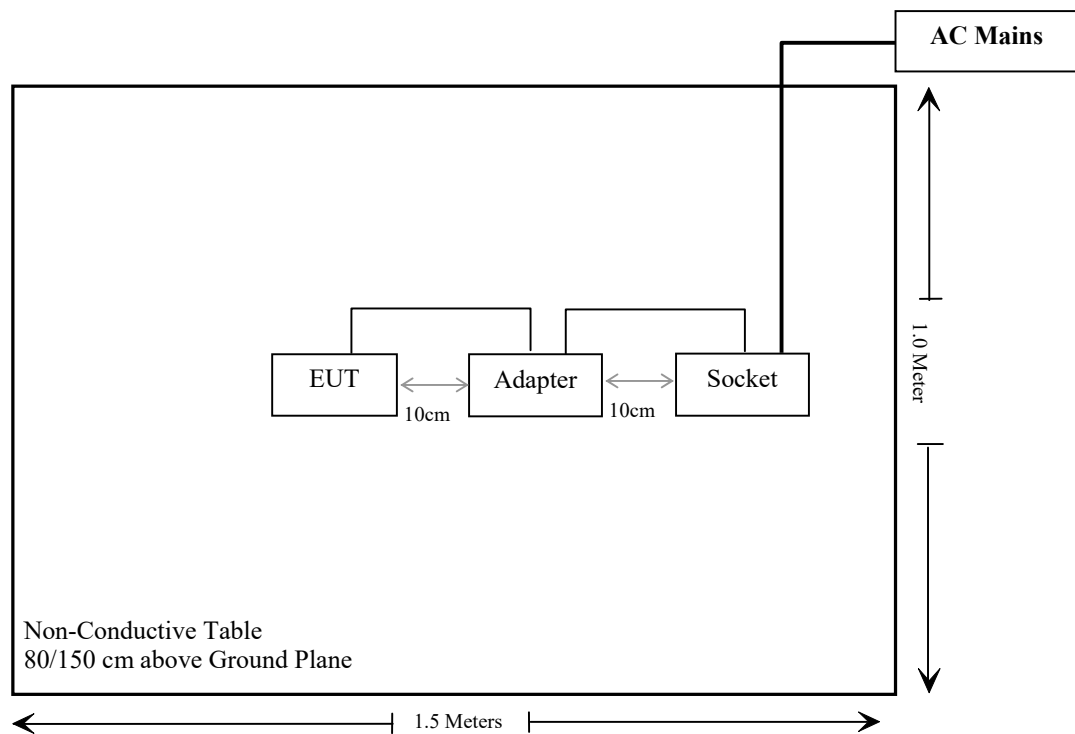 AC Mains
EUT
Adapter
Socket
10cm
10cm
1.0 Meter
Non-Conductive Table
80/150 cm above Ground Plane
1.5 Meters